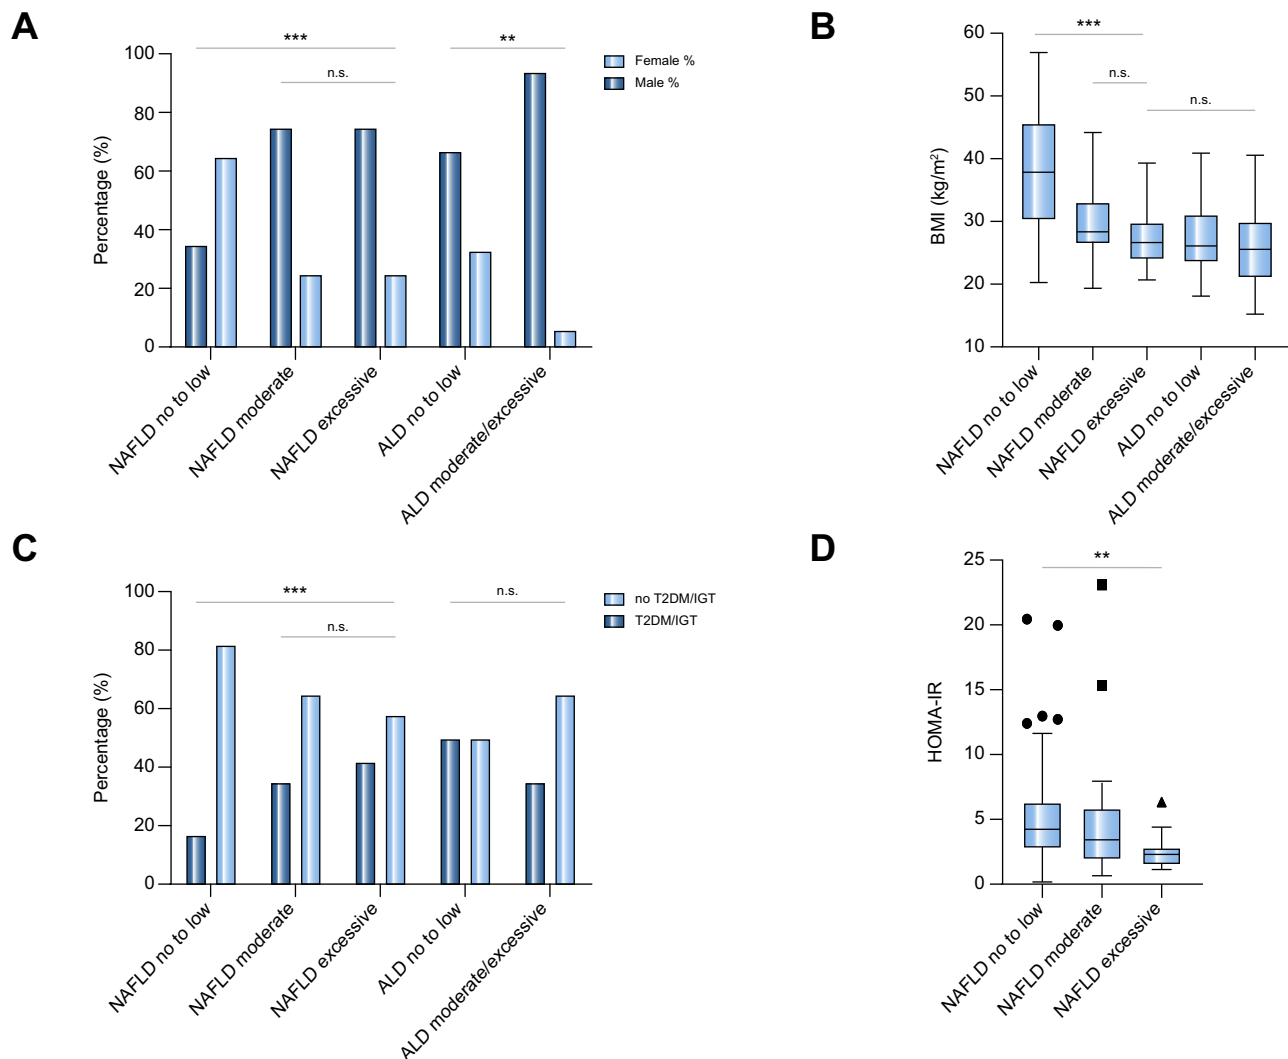 A
***
**
n.s.
Female %
Male %
Percentage (%)
100
80
60
40
20
0
NAFLD no to low
NAFLD moderate
NAFLD excessive
ALD no to low
ALD moderate/excessive
B
***
n.s.
n.s.
BMI (kg/m²)
60
50
40
30
20
10
NAFLD no to low
NAFLD moderate
NAFLD excessive
ALD no to low
ALD moderate/excessive
C
***
n.s.
n.s.
no T2DM/IGT
T2DM/IGT
Percentage (%)
100
80
60
40
20
0
NAFLD no to low
NAFLD moderate
NAFLD excessive
ALD no to low
ALD moderate/excessive
D
**
HOMA-IR
25
20
15
10
5
0
NAFLD no to low
NAFLD moderate
NAFLD excessive